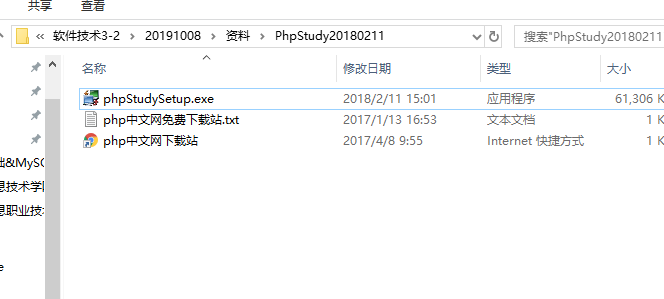 共享 查看
« 软件技术3-2 > 20191008 > 资料 > PhpStudy20180211 搜索"PhpStudy20180211
名称 修改日期 类型 大小
phpStudySetup.exe 2018/2/11 15:01 应用程序 61,306 K
php中文网免费下载站.txt 2017/1/13 16:53 文本文档 1 K
php中文网下载站 2017/4/8 9:55 Internet 快捷方式 1 K
础&MySQ
息技术学院
息职业技术
e